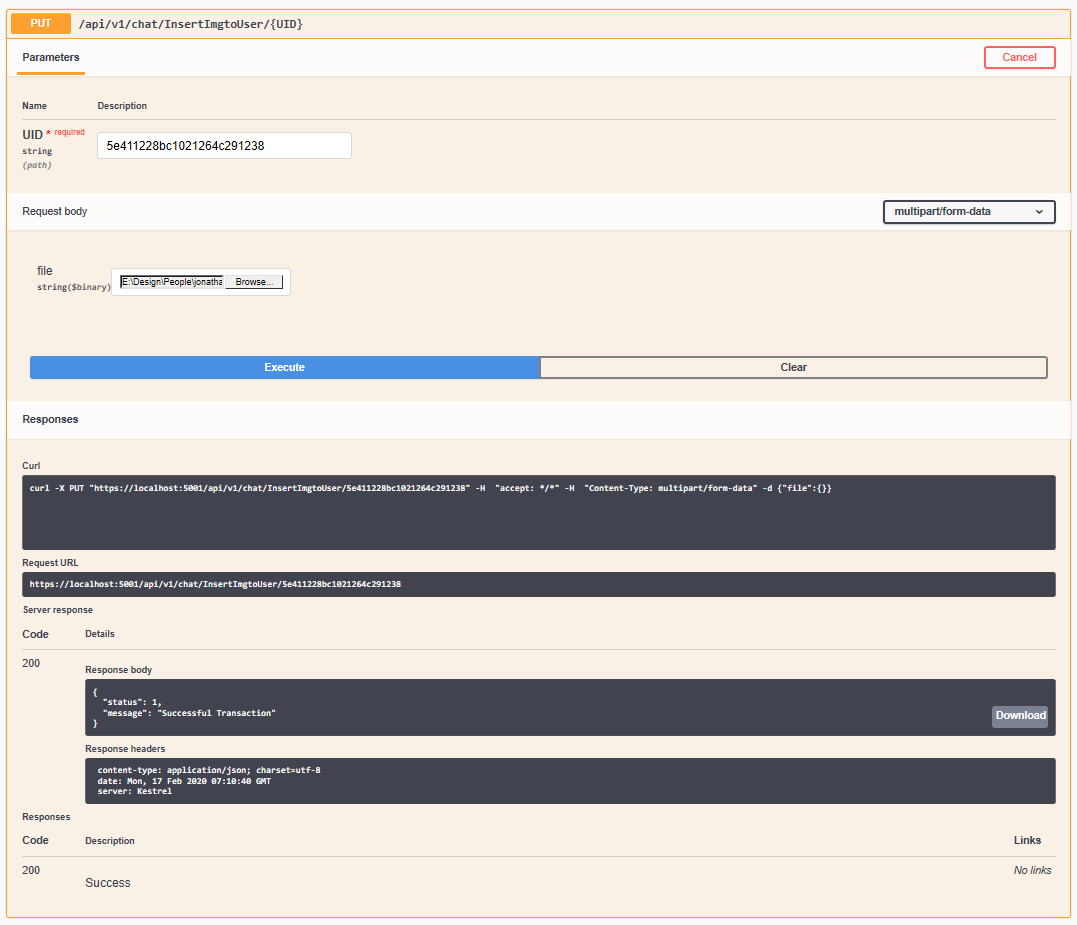 PUT /api/v1/chat/InsertImgtoUser/{UID}
Parameters Cancel
Name Description
UID * required
string
(path)
5e411228bc1021264c291238
Request body multipart/form-data
file
string($binary)
E:\Design\People\jonatha Browse...
Execute Clear
Responses
Curl
curl -X PUT "https://localhost:5001/api/v1/chat/InsertImgtoUser/5e411228bc1021264c291238" -H  "accept: */*" -H  "Content-Type: multipart/form-data" -d {"file":{}}
Request URL
https://localhost:5001/api/v1/chat/InsertImgtoUser/5e411228bc1021264c291238
Server response
Code Details
200
Response body
{
  "status": 1,
  "message": "Successful Transaction"
}
Download
Response headers
content-type: application/json; charset=utf-8
date: Mon, 17 Feb 2020 07:10:40 GMT
server: Kestrel
Responses
Code Description Links
200 No links
Success